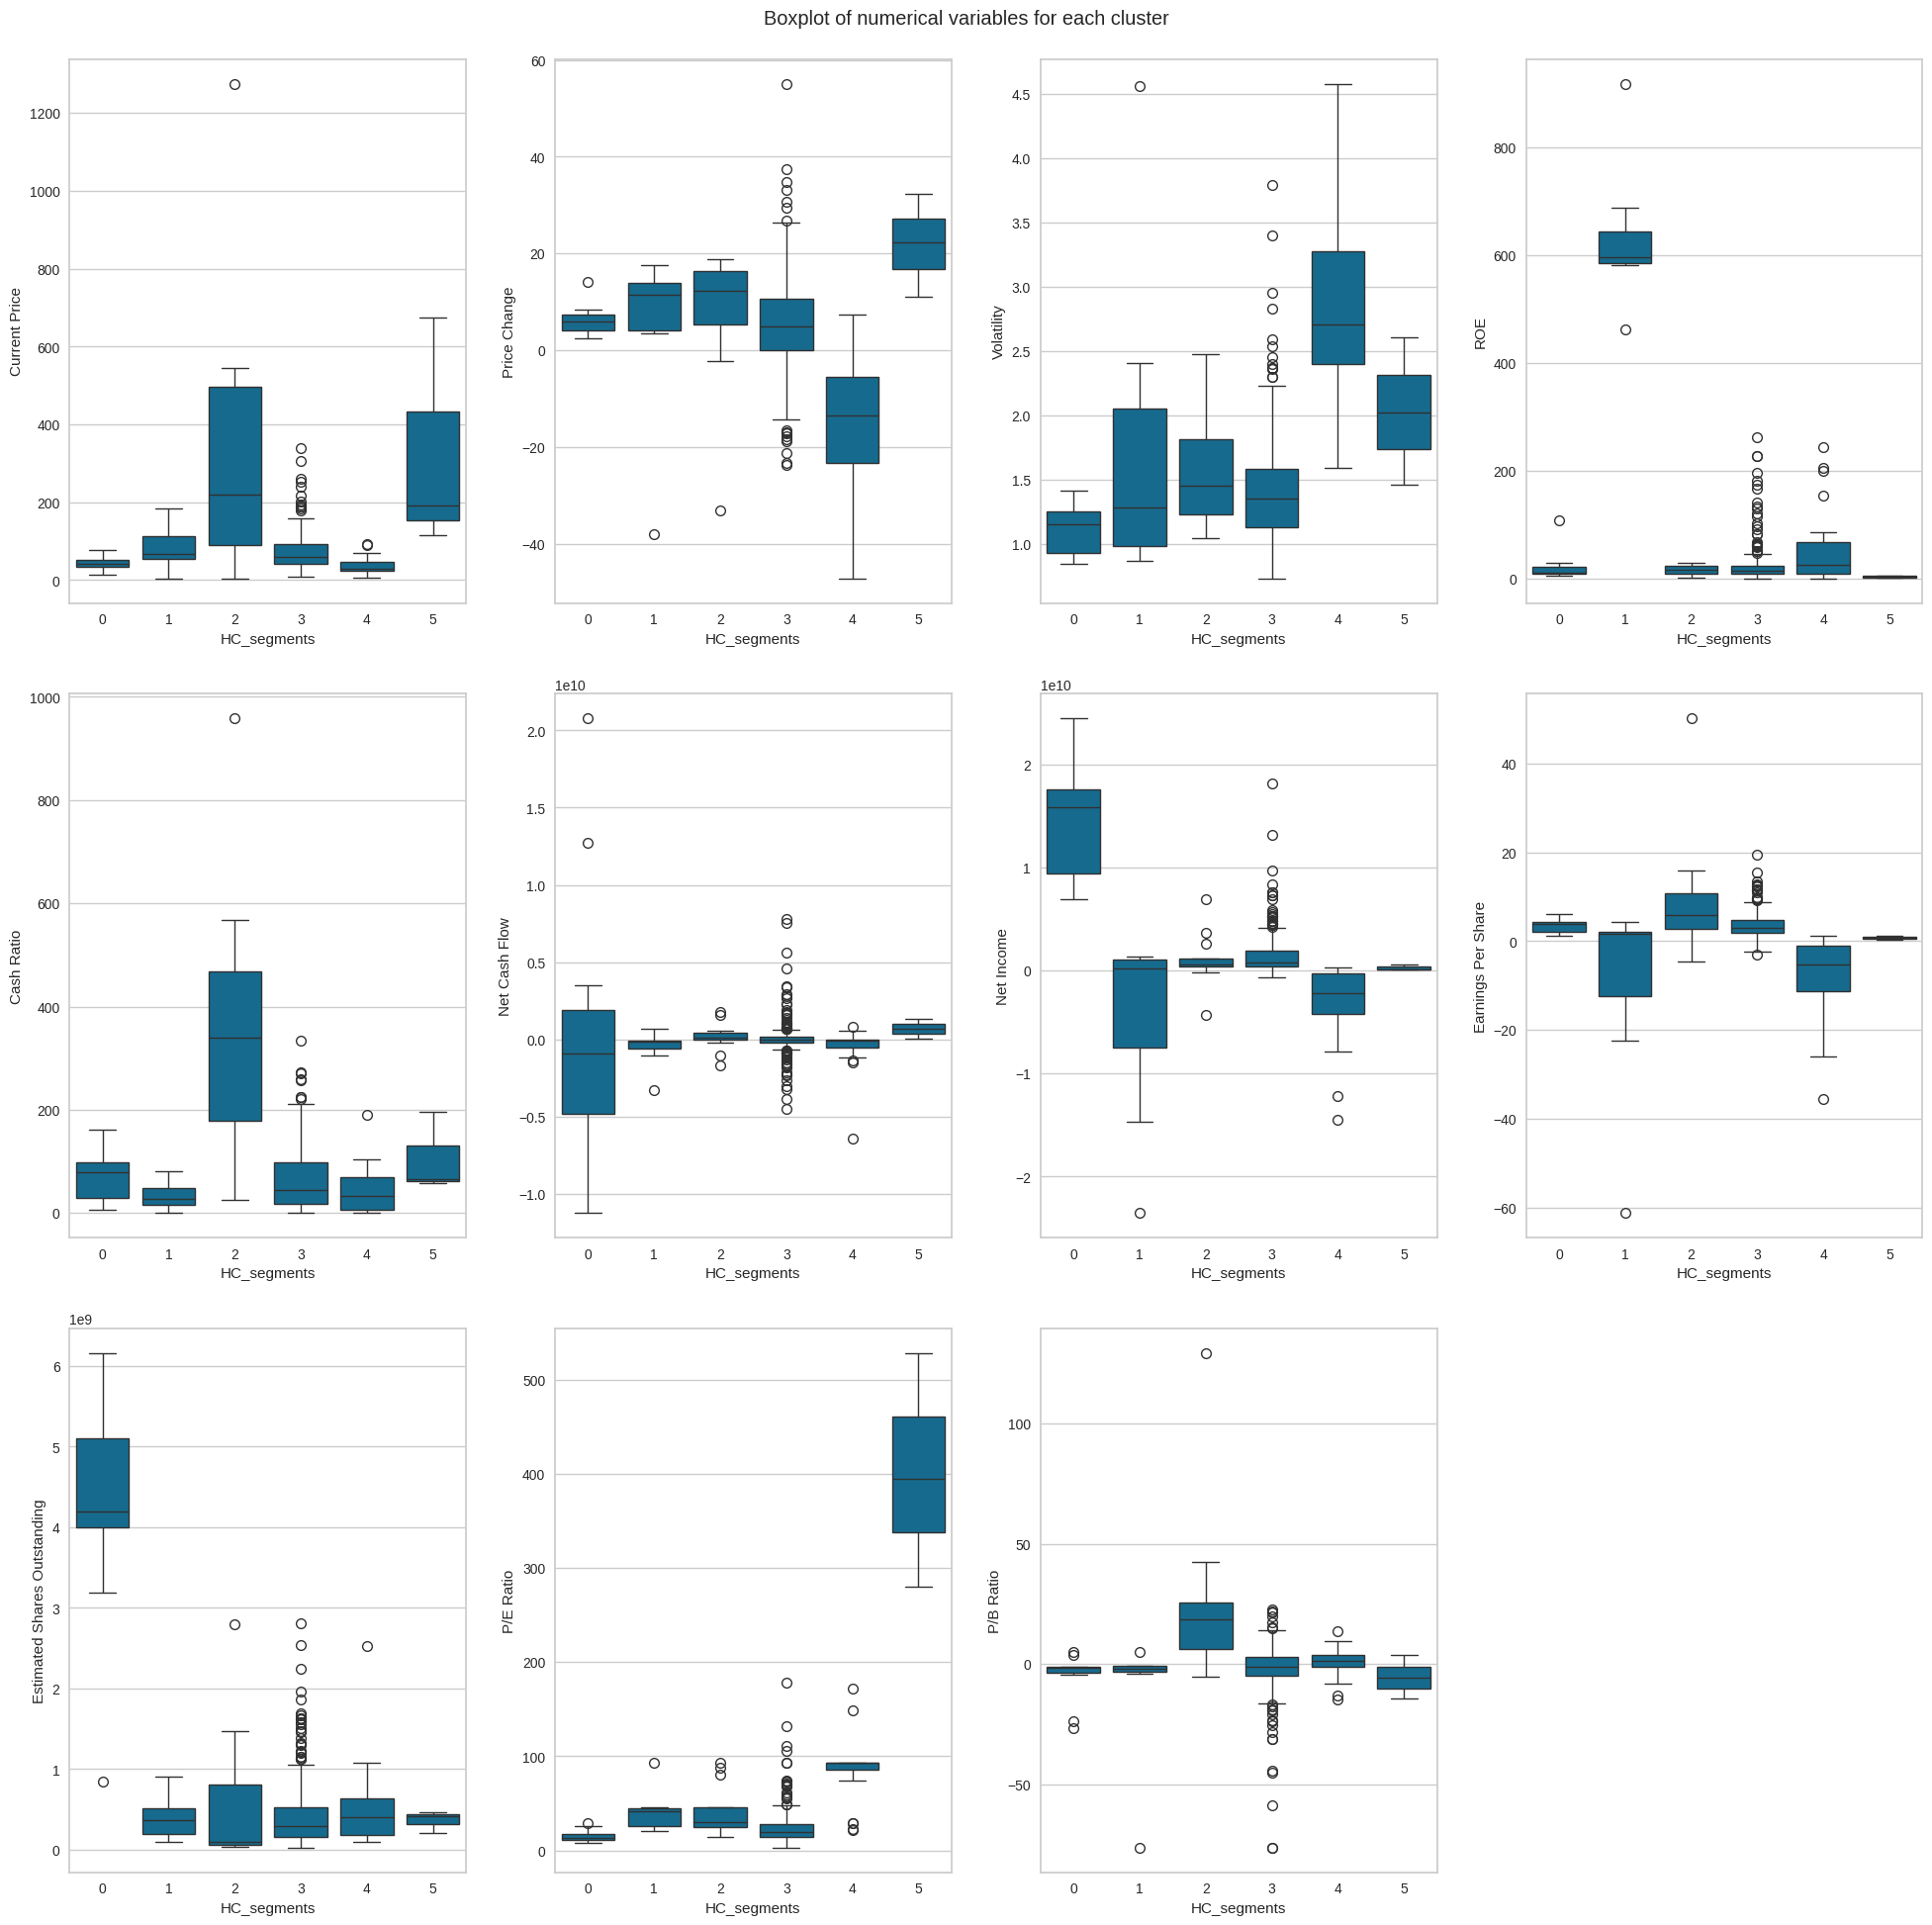 Boxplot of numerical variables for each cluster
Current Price
1200
1000
800
600
400
200
0
0 1 2 3 4 5
HC_segments
Price Change
60
40
20
0
−20
−40
0 1 2 3 4 5
HC_segments
Volatility
4.5
4.0
3.5
3.0
2.5
2.0
1.5
1.0
0 1 2 3 4 5
HC_segments
ROE
800
600
400
200
0
0 1 2 3 4 5
HC_segments
Cash Ratio
1000
800
600
400
200
0
0 1 2 3 4 5
HC_segments
1e10
Net Cash Flow
2.0
1.5
1.0
0.5
0.0
−0.5
−1.0
0 1 2 3 4 5
HC_segments
1e10
Net Income
2
1
0
−1
−2
0 1 2 3 4 5
HC_segments
Earnings Per Share
40
20
0
−20
−40
−60
0 1 2 3 4 5
HC_segments
1e9
Estimated Shares Outstanding
6
5
4
3
2
1
0
0 1 2 3 4 5
HC_segments
P/E Ratio
500
400
300
200
100
0
0 1 2 3 4 5
HC_segments
P/B Ratio
100
50
0
−50
0 1 2 3 4 5
HC_segments